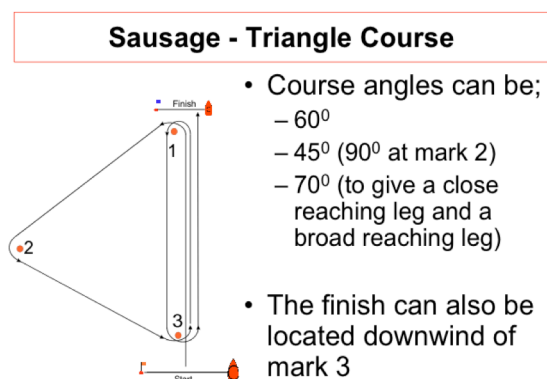 Sausage - Triangle Course
• Course angles can be;
– 60⁰
– 45⁰ (90⁰ at mark 2)
– 70⁰ (to give a close
reaching leg and a
broad reaching leg)
• The finish can also be
located downwind of
mark 3
Finish
1
2
3
Start